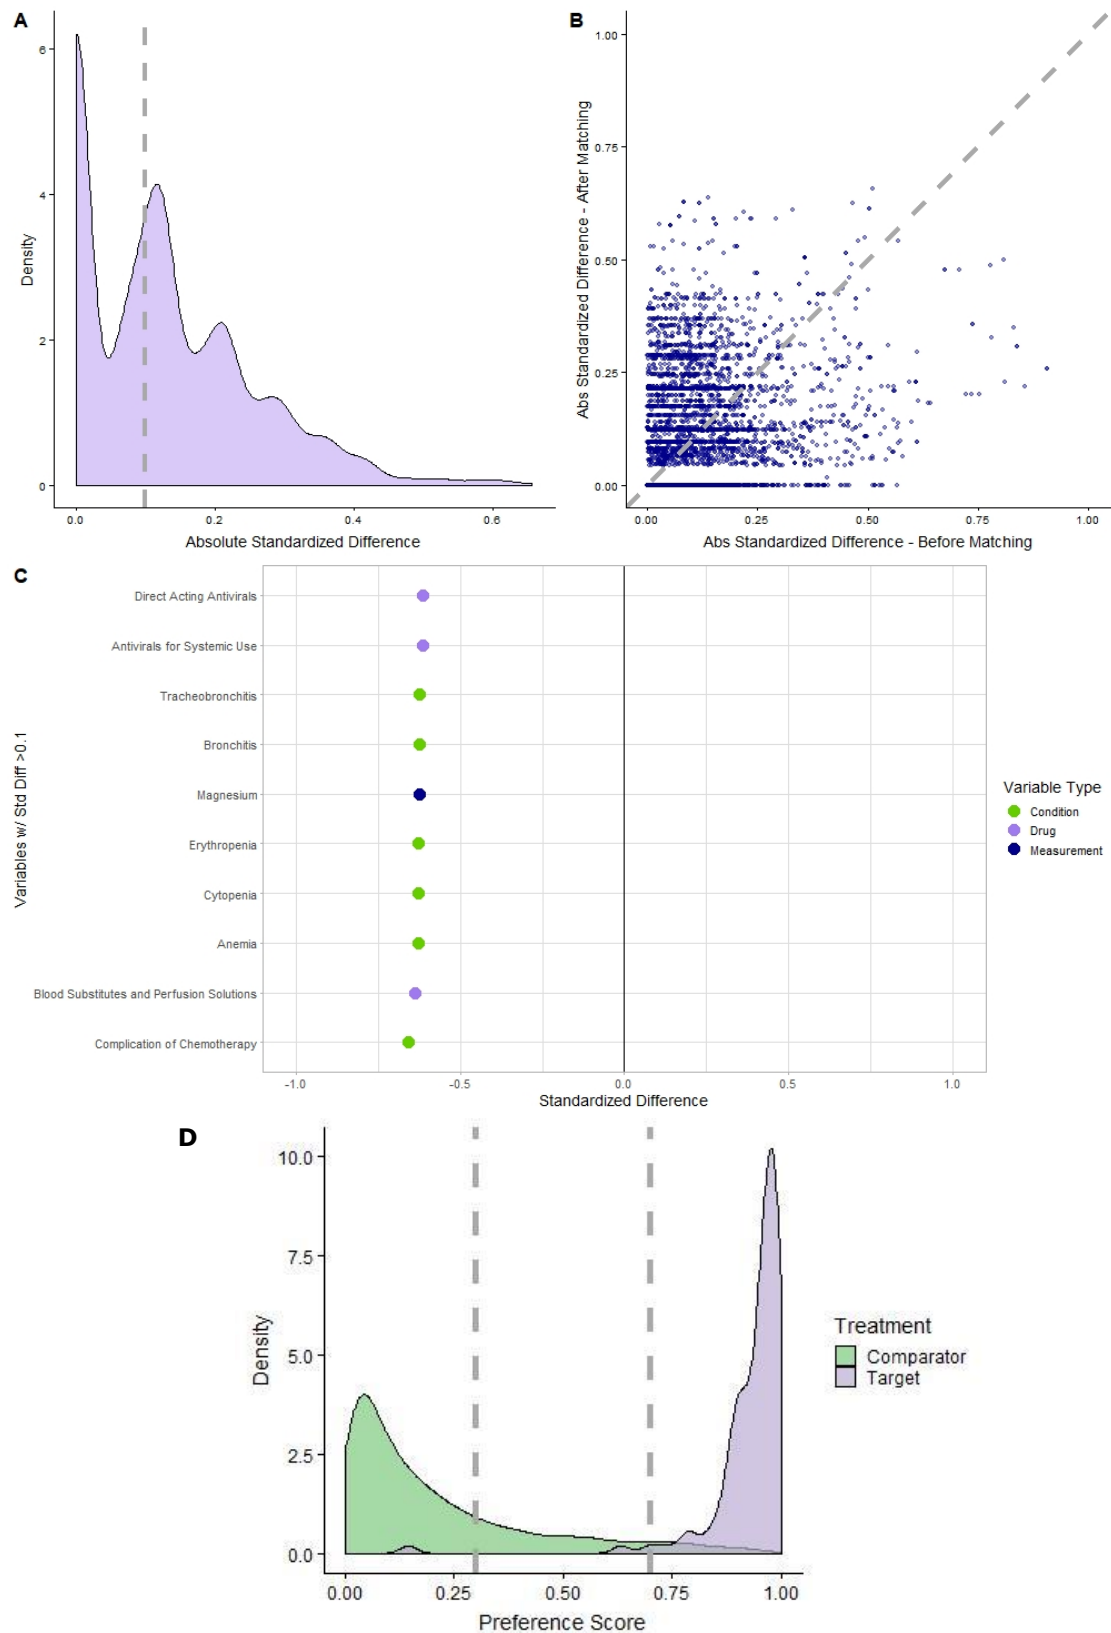 A
6
4
2
0
Density
0.0
0.2
0.4
0.6
Absolute Standardized Difference
B
1.00
0.75
0.50
0.25
0.00
Abs Standardized Difference - After Matching
0.00
0.25
0.50
0.75
1.00
Abs Standardized Difference - Before Matching
C
Variables w/ Std Diff >0.1
Direct Acting Antivirals
Antivirals for Systemic Use
Tracheobronchitis
Bronchitis
Magnesium
Erythropenia
Cytopenia
Anemia
Blood Substitutes and Perfusion Solutions
Complication of Chemotherapy
-1.0
-0.5
0.0
0.5
1.0
Standardized Difference
Variable Type
Condition
Drug
Measurement
D
10.0
7.5
5.0
2.5
0.0
Density
0.00
0.25
0.50
0.75
1.00
Preference Score
Treatment
Comparator
Target